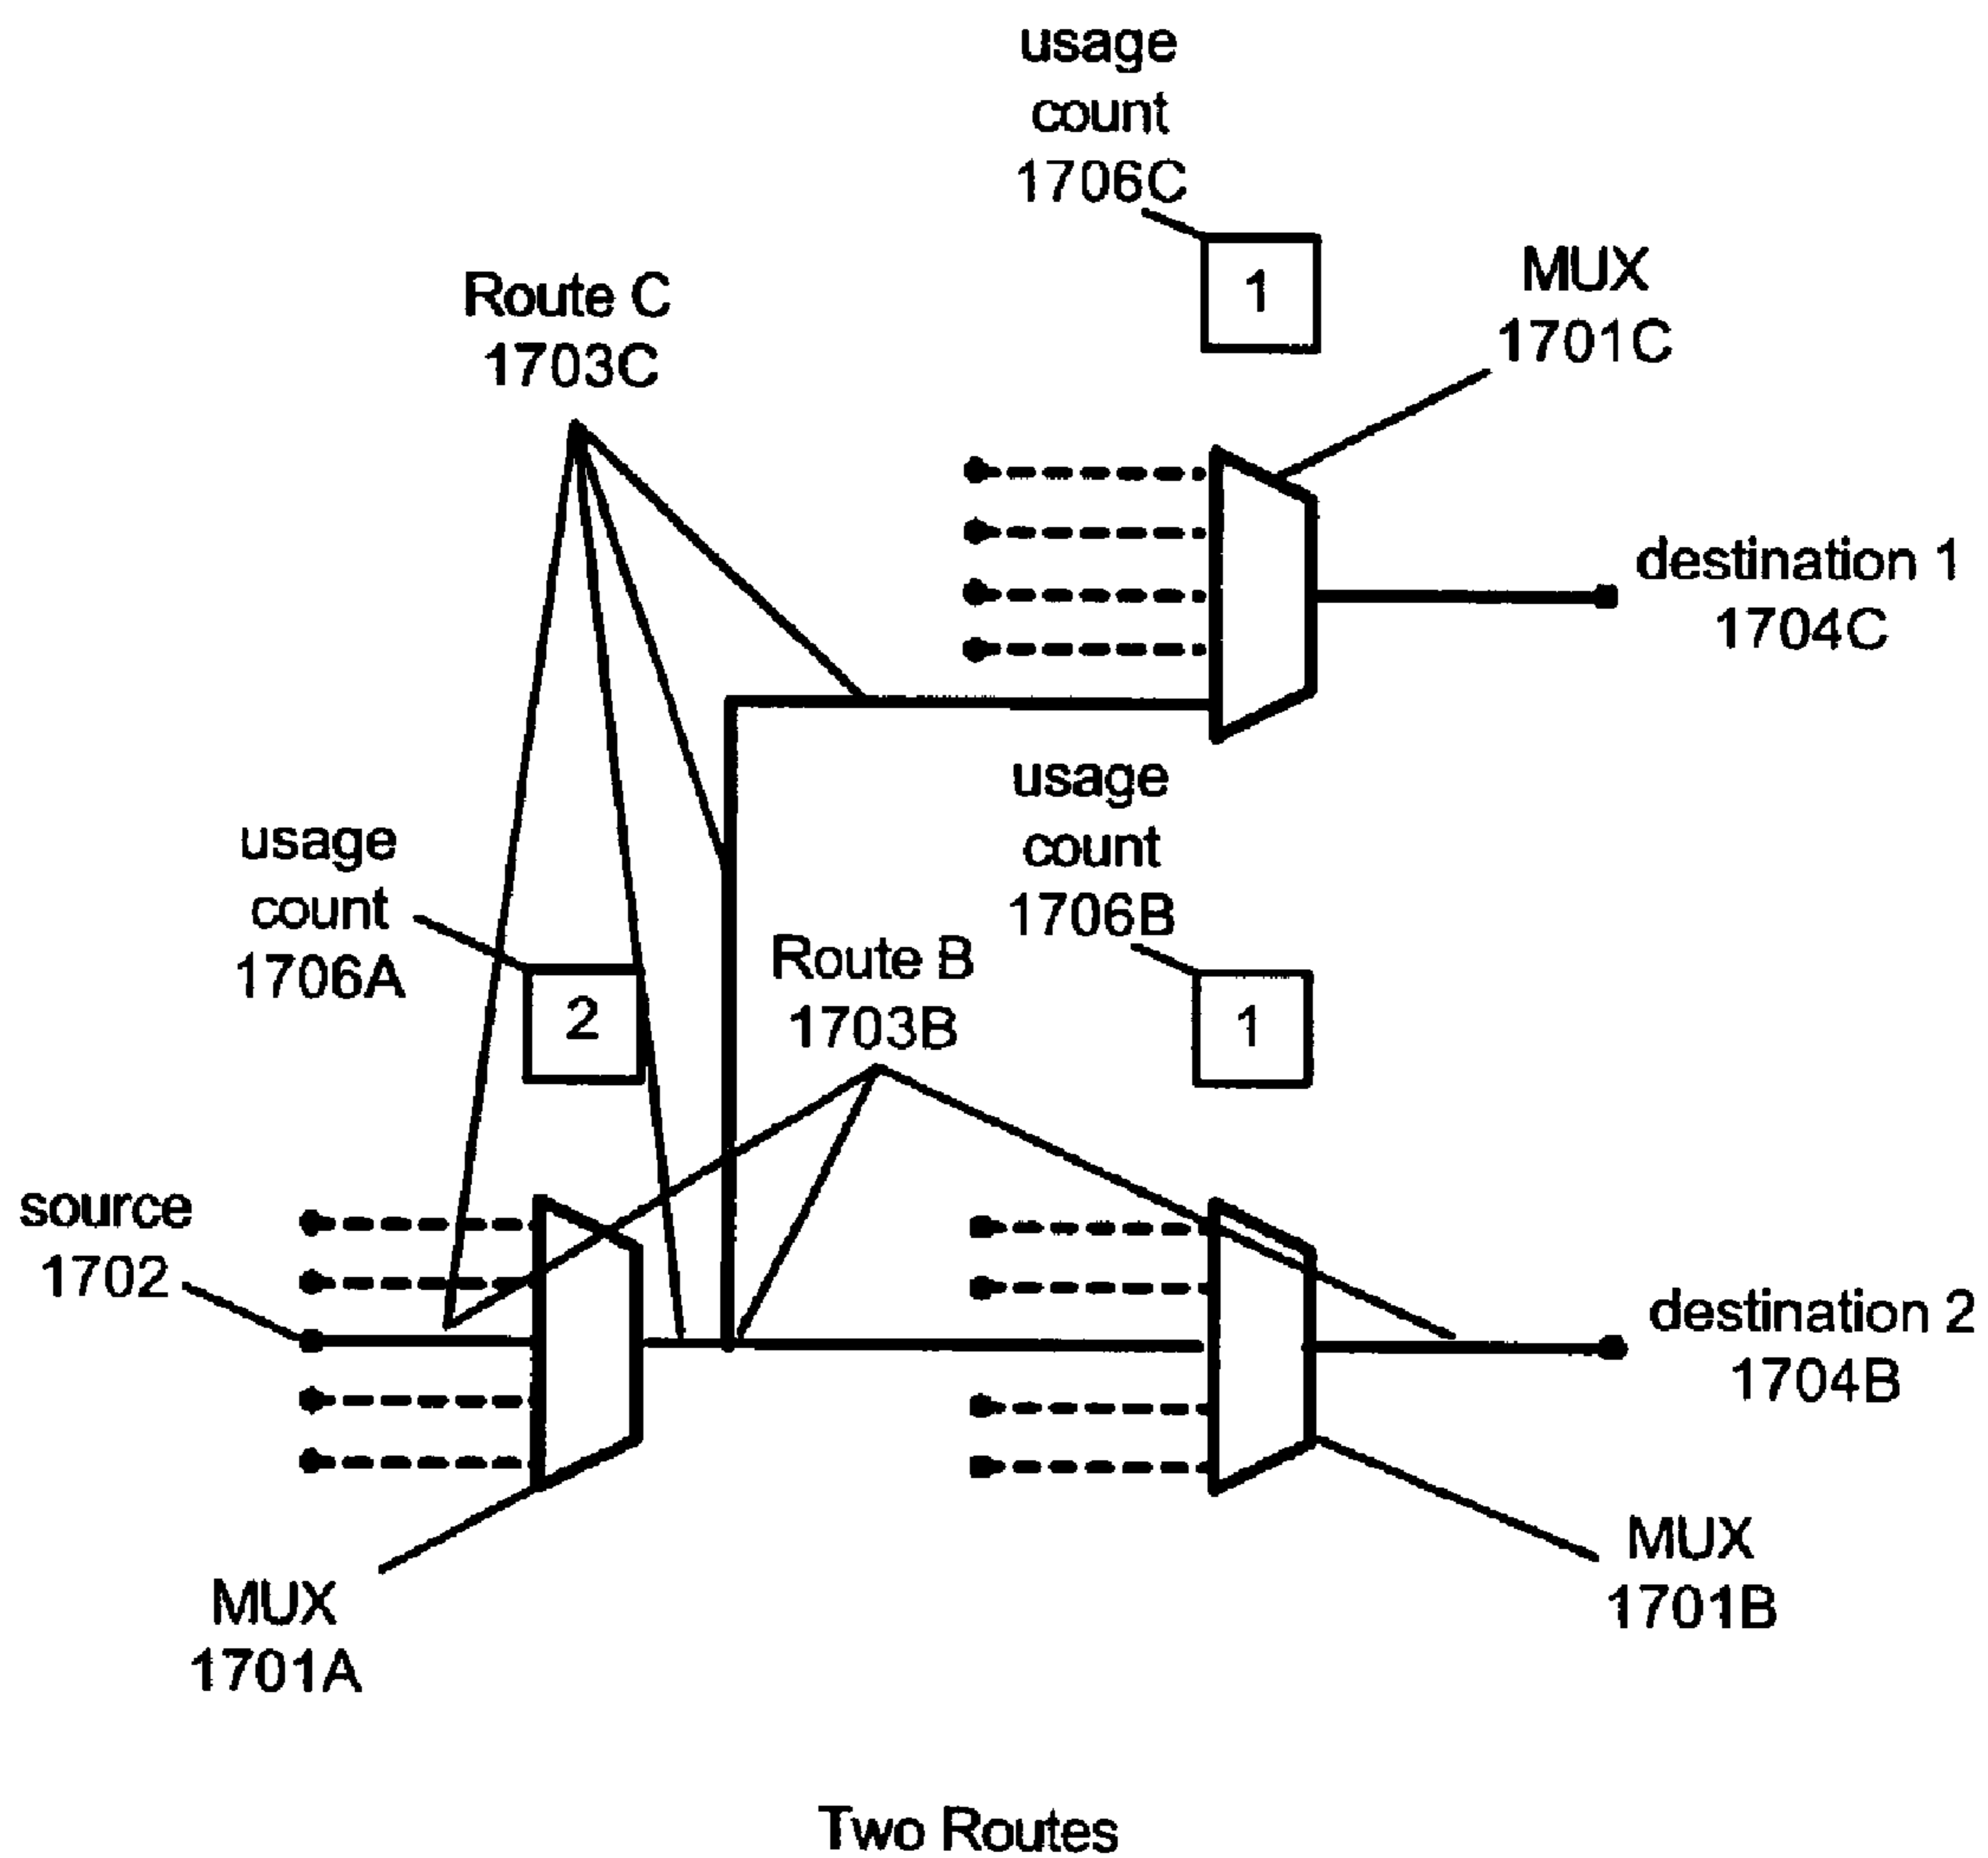 usage
count
1706C
1
MUX
1701C
Route C
1703C
destination 1
1704C
usage
count
1706B
1
usage
count
1706A
2
Route B
1703B
source
1702
destination 2
1704B
MUX
1701B
MUX
1701A
Two Routes